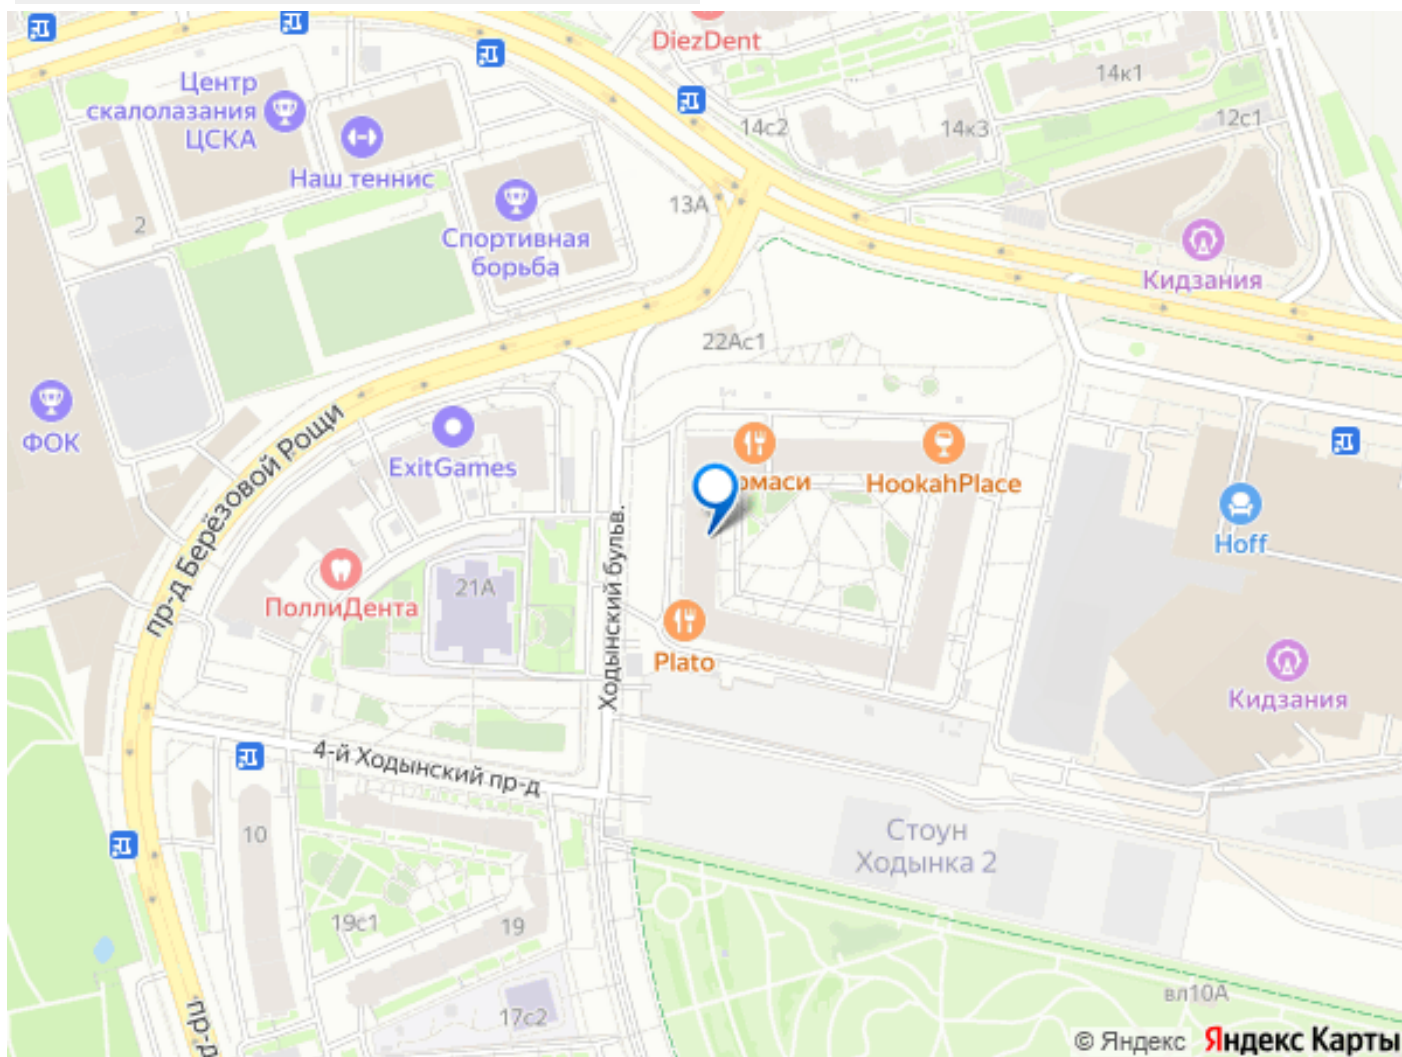 DiezDent
14к1
Центр
скалолазания
ЦСКА
14с2
14к3
12с1
Наш теннис
13А
2
Спортивная
борьба
Кидзания
22Ас1
ФОК
пр-д Берёзовой Рощи
ExitGames
омаси
HookahPlace
Hoff
Ходынский бульв.
21А
ПоллиДента
Plato
Кидзания
4-й Ходынский пр-д
10
Стоун
Ходынка 2
19с1
19
вл10А
17с2
пр-д
© Яндекс Яндекс Карты